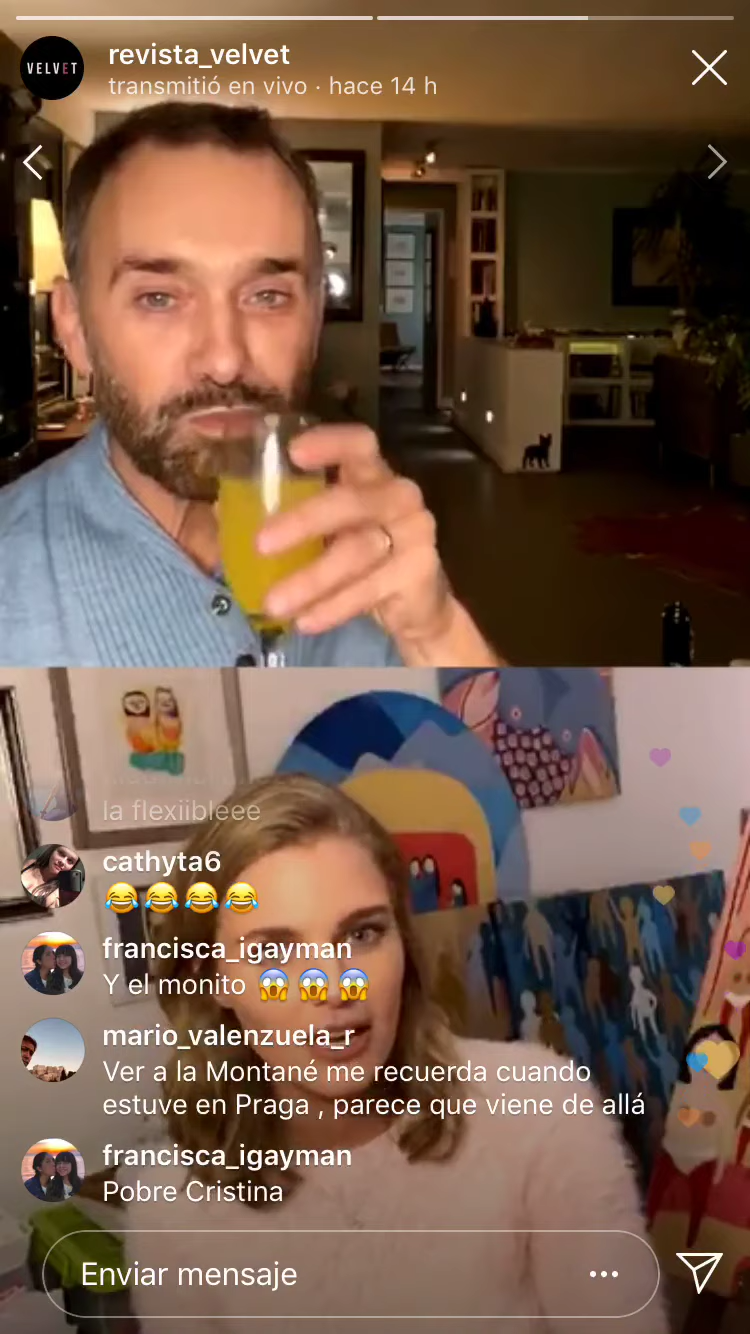 VELVET
revista_velvet
transmitió en vivo · hace 14 h
la flexiibleee
cathyta6
😂😂😂😂
francisca_igayman
Y el monito 😱 😱 😱
mario_valenzuela_r
Ver a la Montané me recuerda cuando
estuve en Praga , parece que viene de allá
francisca_igayman
Pobre Cristina
Enviar mensaje